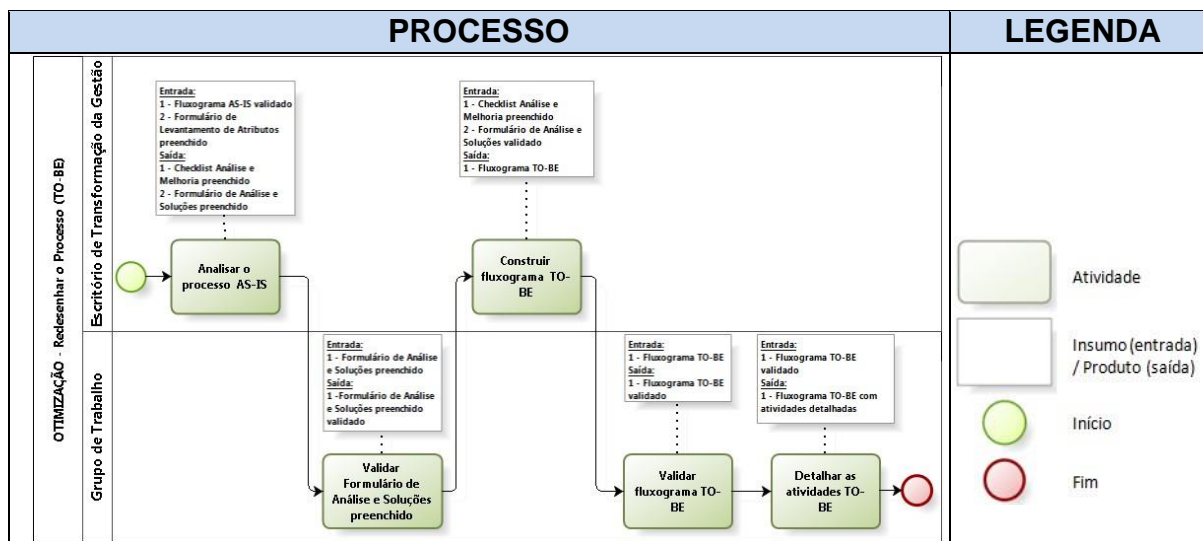 PROCESSO
LEGENDA
OTIMIZAÇÃO - Redesenhar o Processo (TO-BE)
Escritório de Transformação da Gestão
Entrada:
1 - Fluxograma AS-IS validado
2 - Formulário de
Levantamento de Atributos
preenchido
Saída:
1 - Checklist Análise e
Melhoria preenchido
2 - Formulário de Análise e
Soluções preenchido
Entrada:
1 - Checklist Análise e
Melhoria preenchido
2 - Formulário de Análise e
Soluções validado
Saída:
1 - Fluxograma TO-BE
Analisar o
processo AS-IS
Construir
fluxograma TO-
BE
Grupo de Trabalho
Entrada:
1 - Formulário de Análise
e Soluções preenchido
Saída:
1 -Formulário de Análise
e Soluções preenchido
validado
Entrada:
1 - Fluxograma TO-BE
Saída:
1 - Fluxograma TO-BE
validado
Entrada:
1 - Fluxograma TO-BE
validado
Saída:
1 - Fluxograma TO-BE com
atividades detalhadas
Validar
Formulário de
Análise e Soluções
preenchido
Validar
fluxograma TO-
BE
Detalhar as
atividades TO-
BE
Atividade
Insumo (entrada)
/ Produto (saída)
Início
Fim